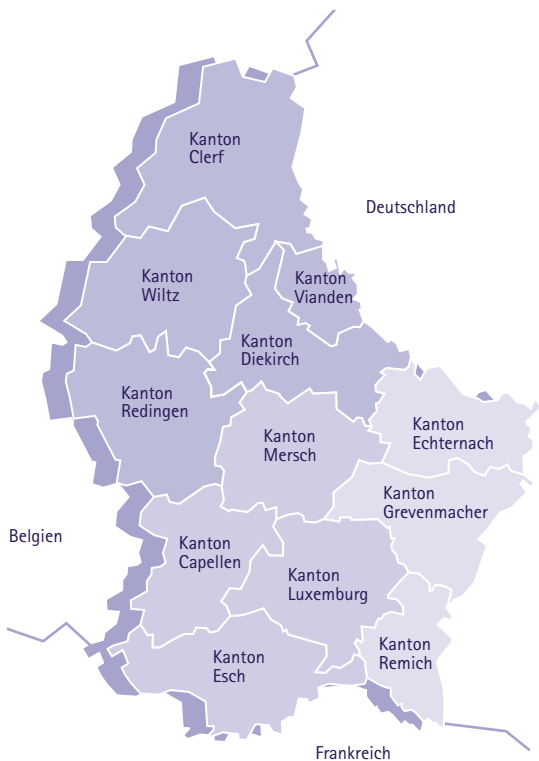 Kanton
Clerf
Deutschland
Kanton
Wiltz
Kanton
Vianden
Kanton
Diekirch
Kanton
Redingen
Kanton
Mersch
Kanton
Echternach
Kanton
Grevenmacher
Belgien
Kanton
Capellen
Kanton
Luxemburg
Kanton
Remich
Kanton
Esch
Frankreich